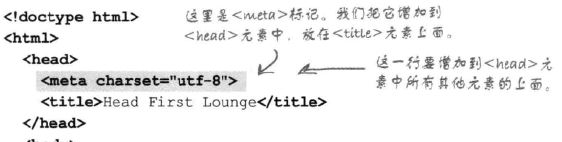 <!doctype html>
<html>
<head>
<meta charset="utf-8">
<title>Head First Lounge</title>
</head>
这里是<meta>标记。我们把它增加到
<head>元素中，放在<title>元素上面。
这一行要增加到<head>元
素中所有其他元素的上面。